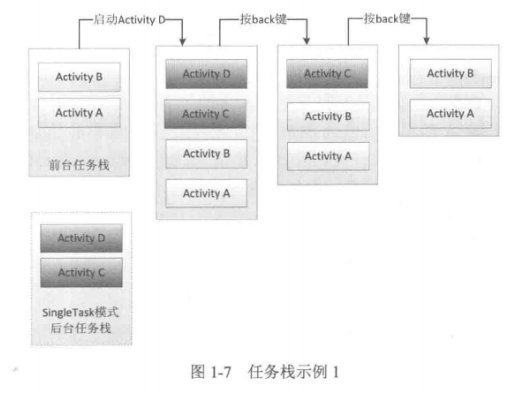 启动Activity D
按back键
按back键
Activity B
Activity A
前台任务栈
Activity D
Activity C
Activity B
Activity A
Activity C
Activity B
Activity A
Activity B
Activity A
Activity D
Activity C
SingleTask模式
后台任务栈
图 1-7 任务栈示例 1